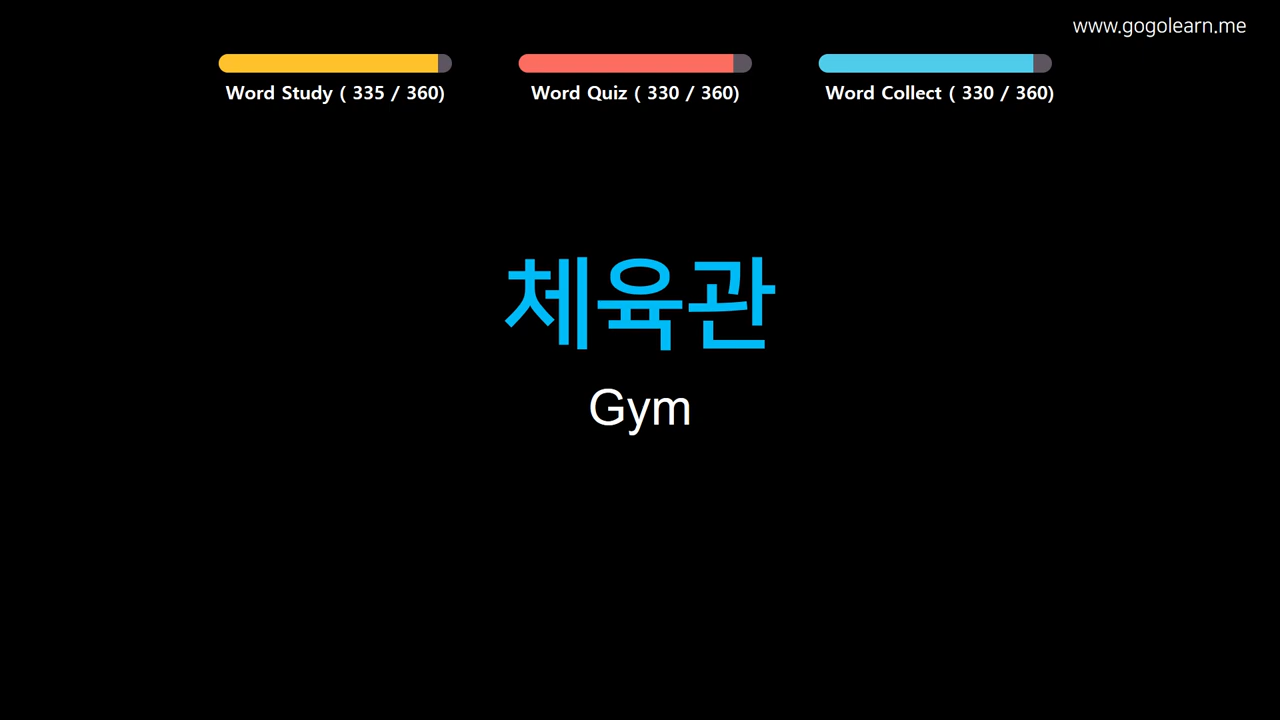 www.gogolearn.me
Word Study ( 335 / 360)
Word Quiz ( 330 / 360)
Word Collect ( 330 / 360)
체육관
Gym